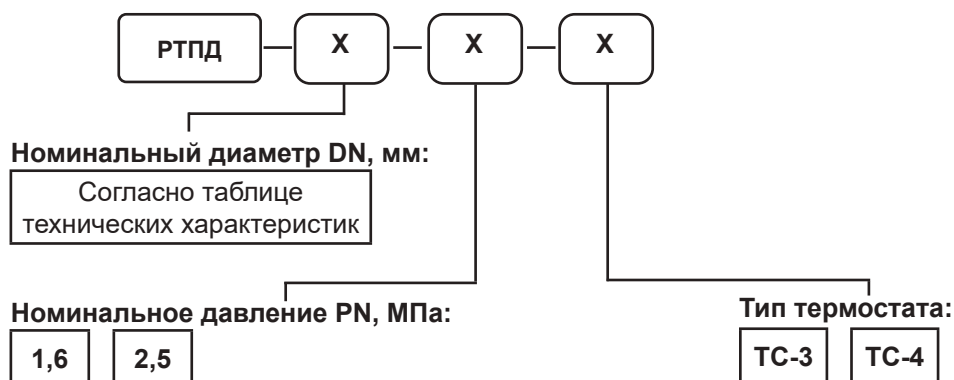 РТПД Х Х Х
Номинальный диаметр DN, мм:
Согласно таблице
технических характеристик
Номинальное давление PN, МПа:
1,6 2,5
Тип термостата:
ТС-3 ТС-4